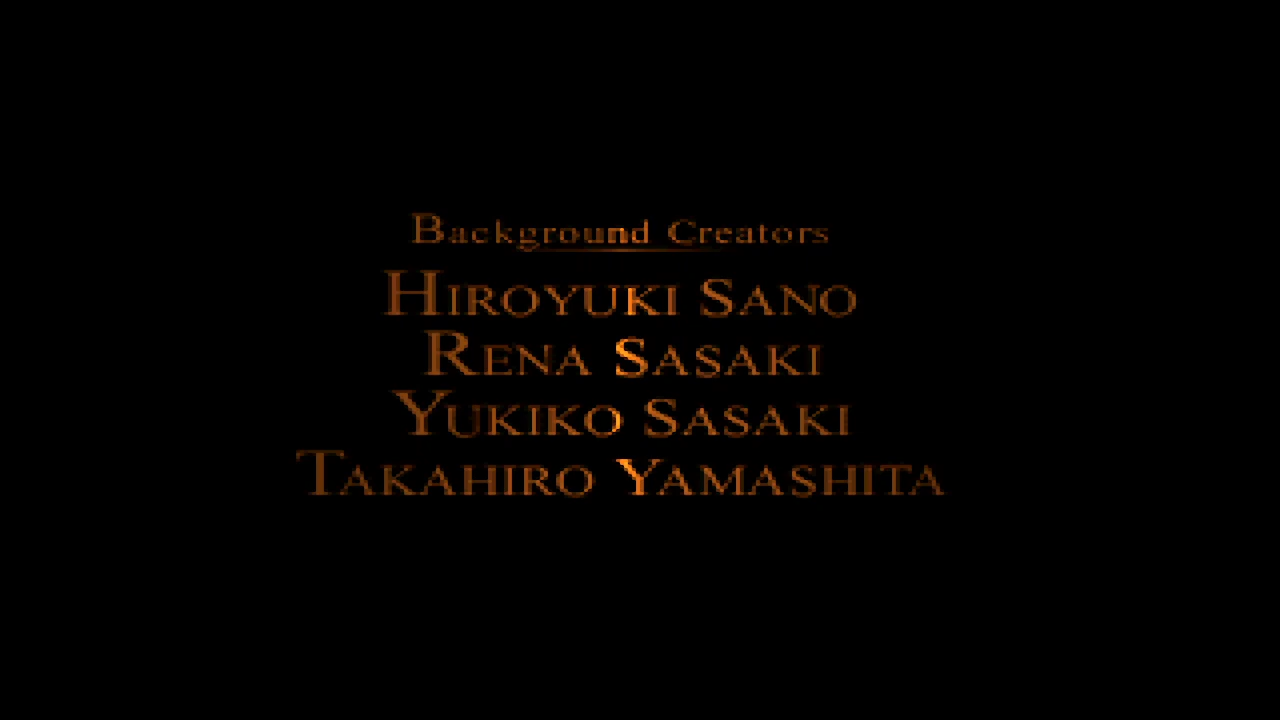 Background Creators
HIROYUKI SANO
RENA SASAKI
YUKIKO SASAKI
TAKAHIRO YAMASHITA